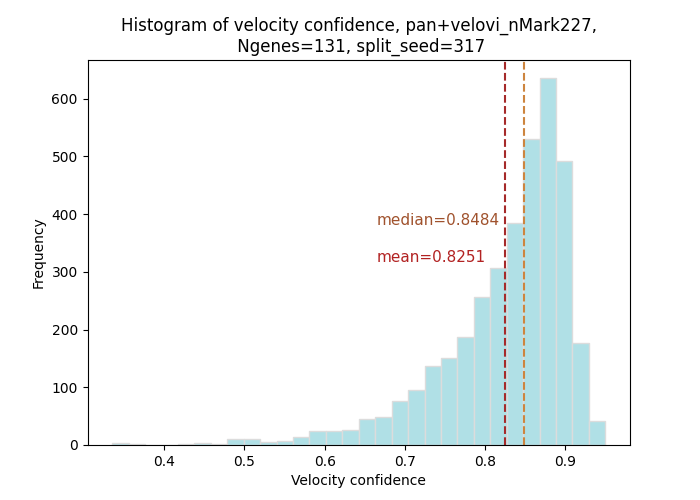 Histogram of velocity confidence, pan+velovi_nMark227,
Ngenes=131, split_seed=317
600
500
400
300
200
100
0
Frequency
median=0.8484
mean=0.8251
0.4 0.5 0.6 0.7 0.8 0.9
Velocity confidence